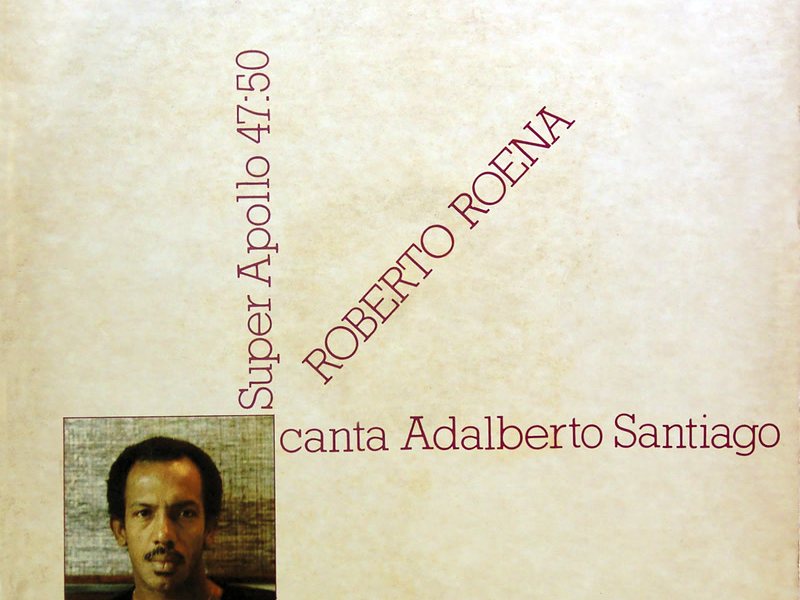 Super Apollo 47:50
ROBERTO ROENA
canta Adalberto Santiago